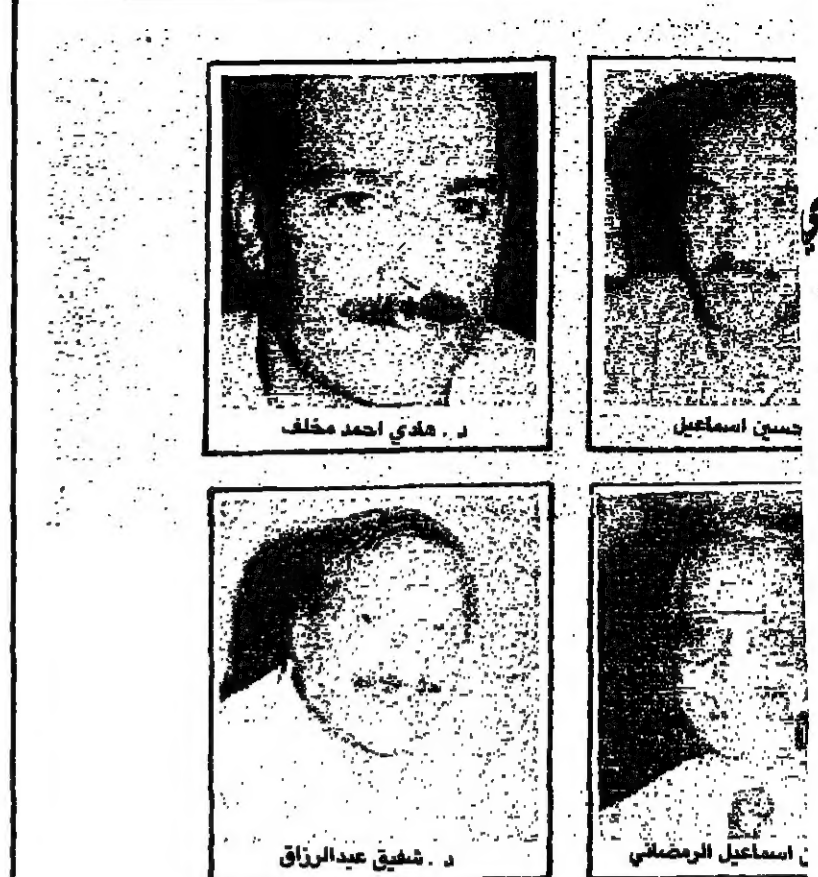 حسين اسماعيل
د . هادي احمد مخلف
اسماعيل الرمضاني
د . شفيق عبدالرزاق